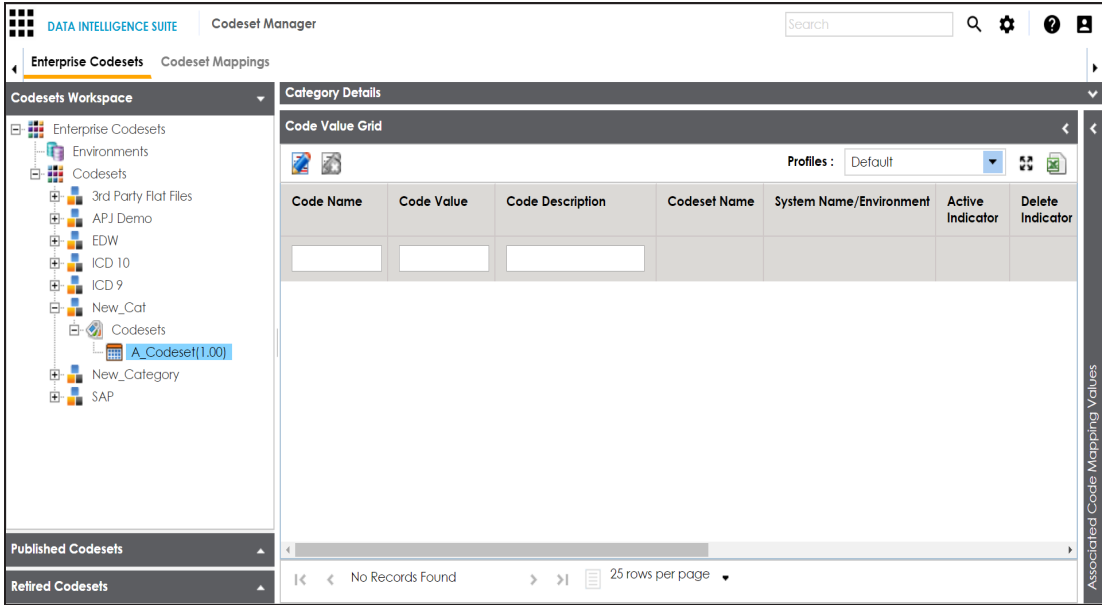 DATA INTELLIGENCE SUITE Codeset Manager Search
Enterprise Codesets Codeset Mappings
Codesets Workspace
Enterprise Codesets
Environments
Codesets
3rd Party Flat Files
APJ Demo
EDW
ICD 10
ICD 9
New_Cat
Codesets
A_Codeset(1.00)
New_Category
SAP
Published Codesets
Retired Codesets
Category Details
Code Value Grid
Profiles : Default
Code Name Code Value Code Description Codeset Name System Name/Environment Active Indicator Delete Indicator
No Records Found 25 rows per page
Associated Code Mapping Values